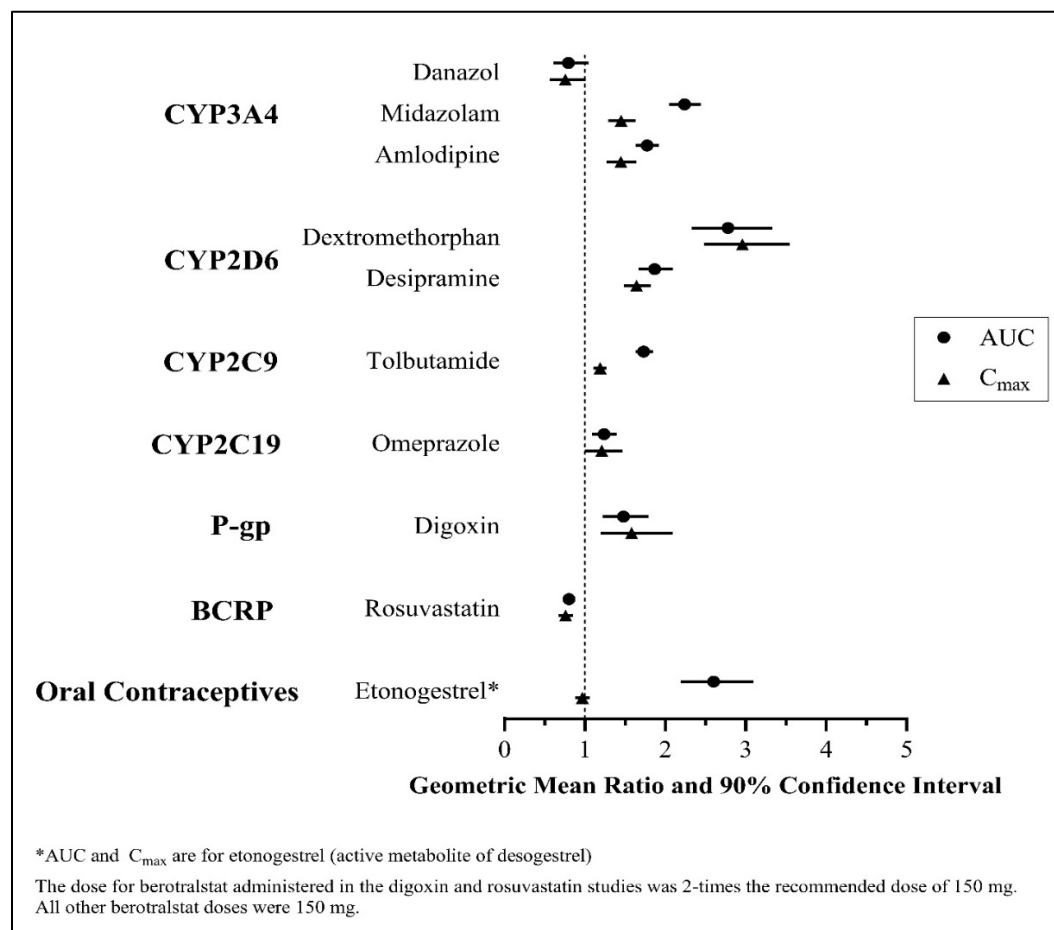 Danazol
CYP3A4 Midazolam
Amlodipine
Dextromethorphan
CYP2D6
Desipramine
CYP2C9 Tolbutamide
CYP2C19 Omeprazole
P-gp Digoxin
BCRP Rosuvastatin
Oral Contraceptives Etonogestrel*
AUC
Cmax
0 1 2 3 4 5
Geometric Mean Ratio and 90% Confidence Interval
*AUC and Cmax are for etonogestrel (active metabolite of desogestrel)
The dose for berotralstat administered in the digoxin and rosuvastatin studies was 2-times the recommended dose of 150 mg.
All other berotralstat doses were 150 mg.